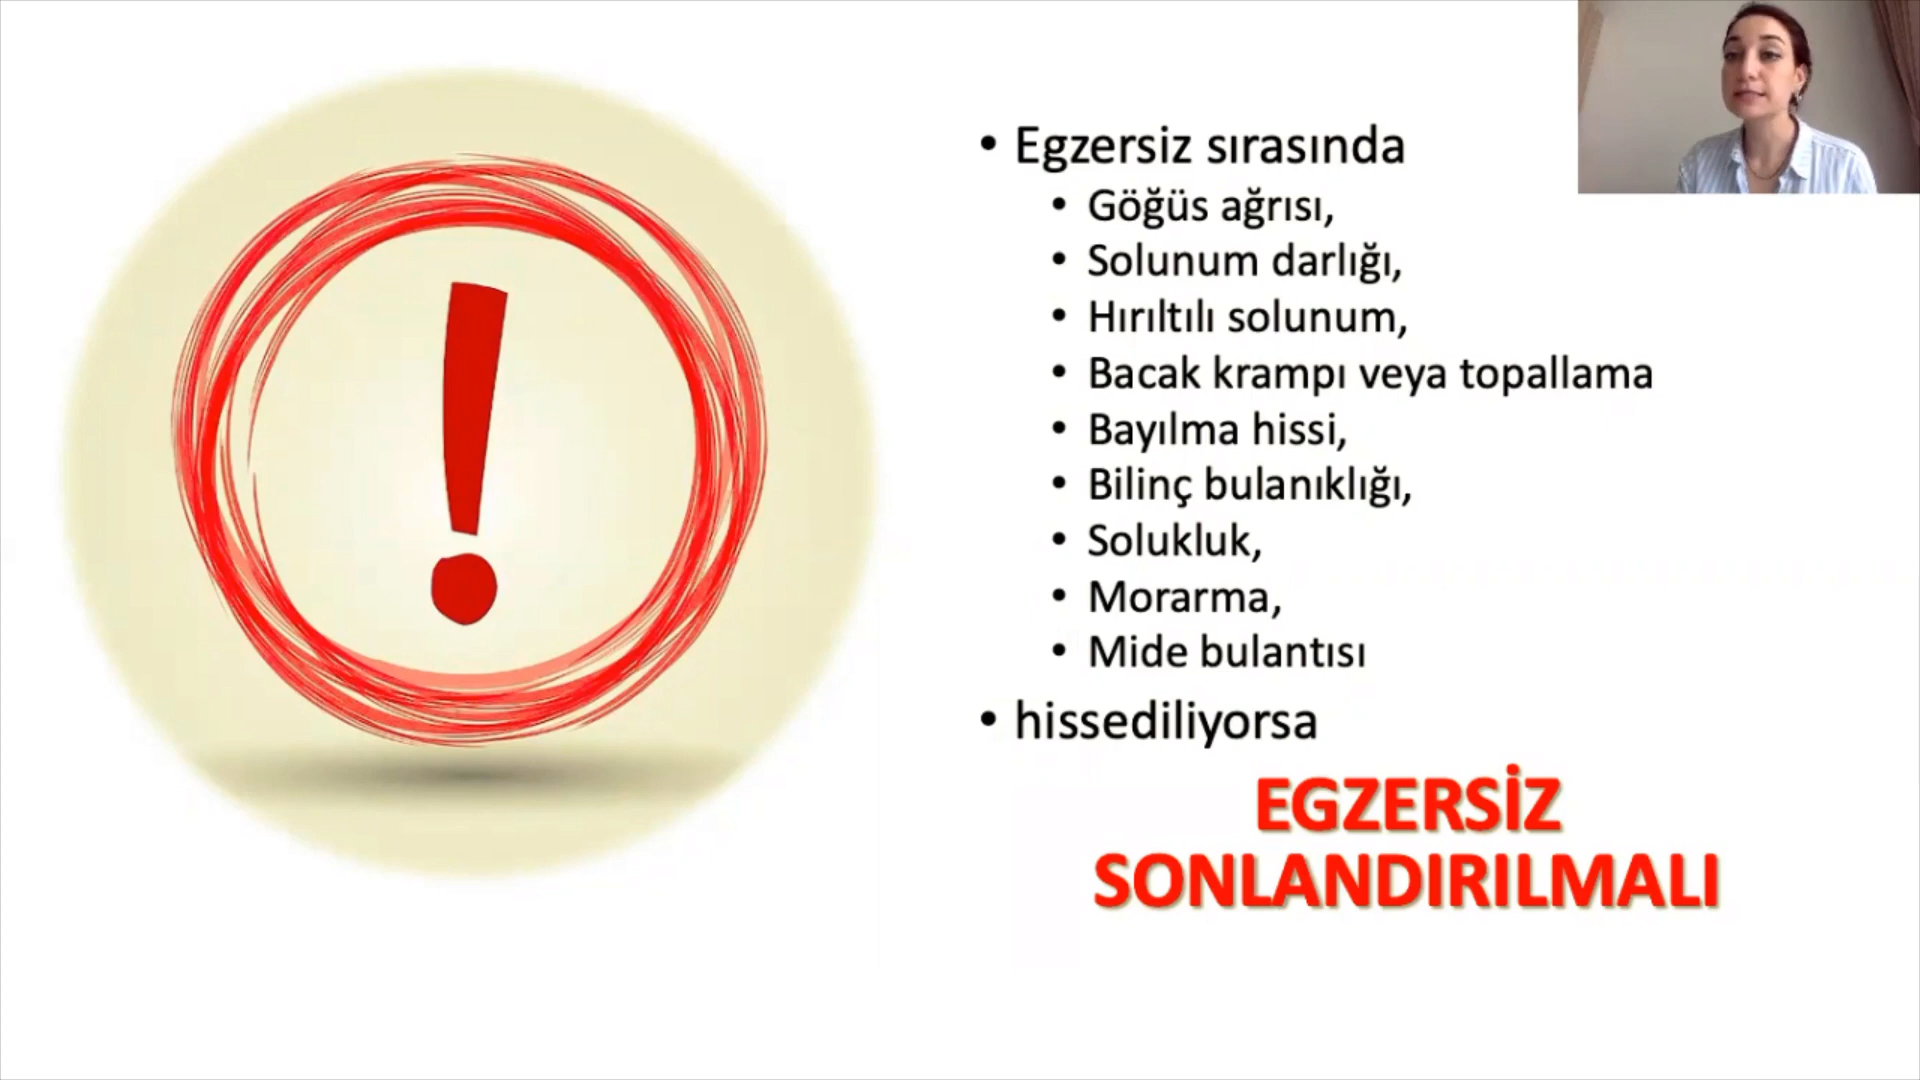 • Egzersiz sırasında
• Göğüs ağrısı,
• Solunum darlığı,
• Hırıltılı solunum,
• Bacak krampı veya topallama
• Bayılma hissi,
• Bilinç bulanıklığı,
• Solukluk,
• Morarma,
• Mide bulantısı
• hissediliyorsa
EGZERSİZ
SONLANDIRILMALI